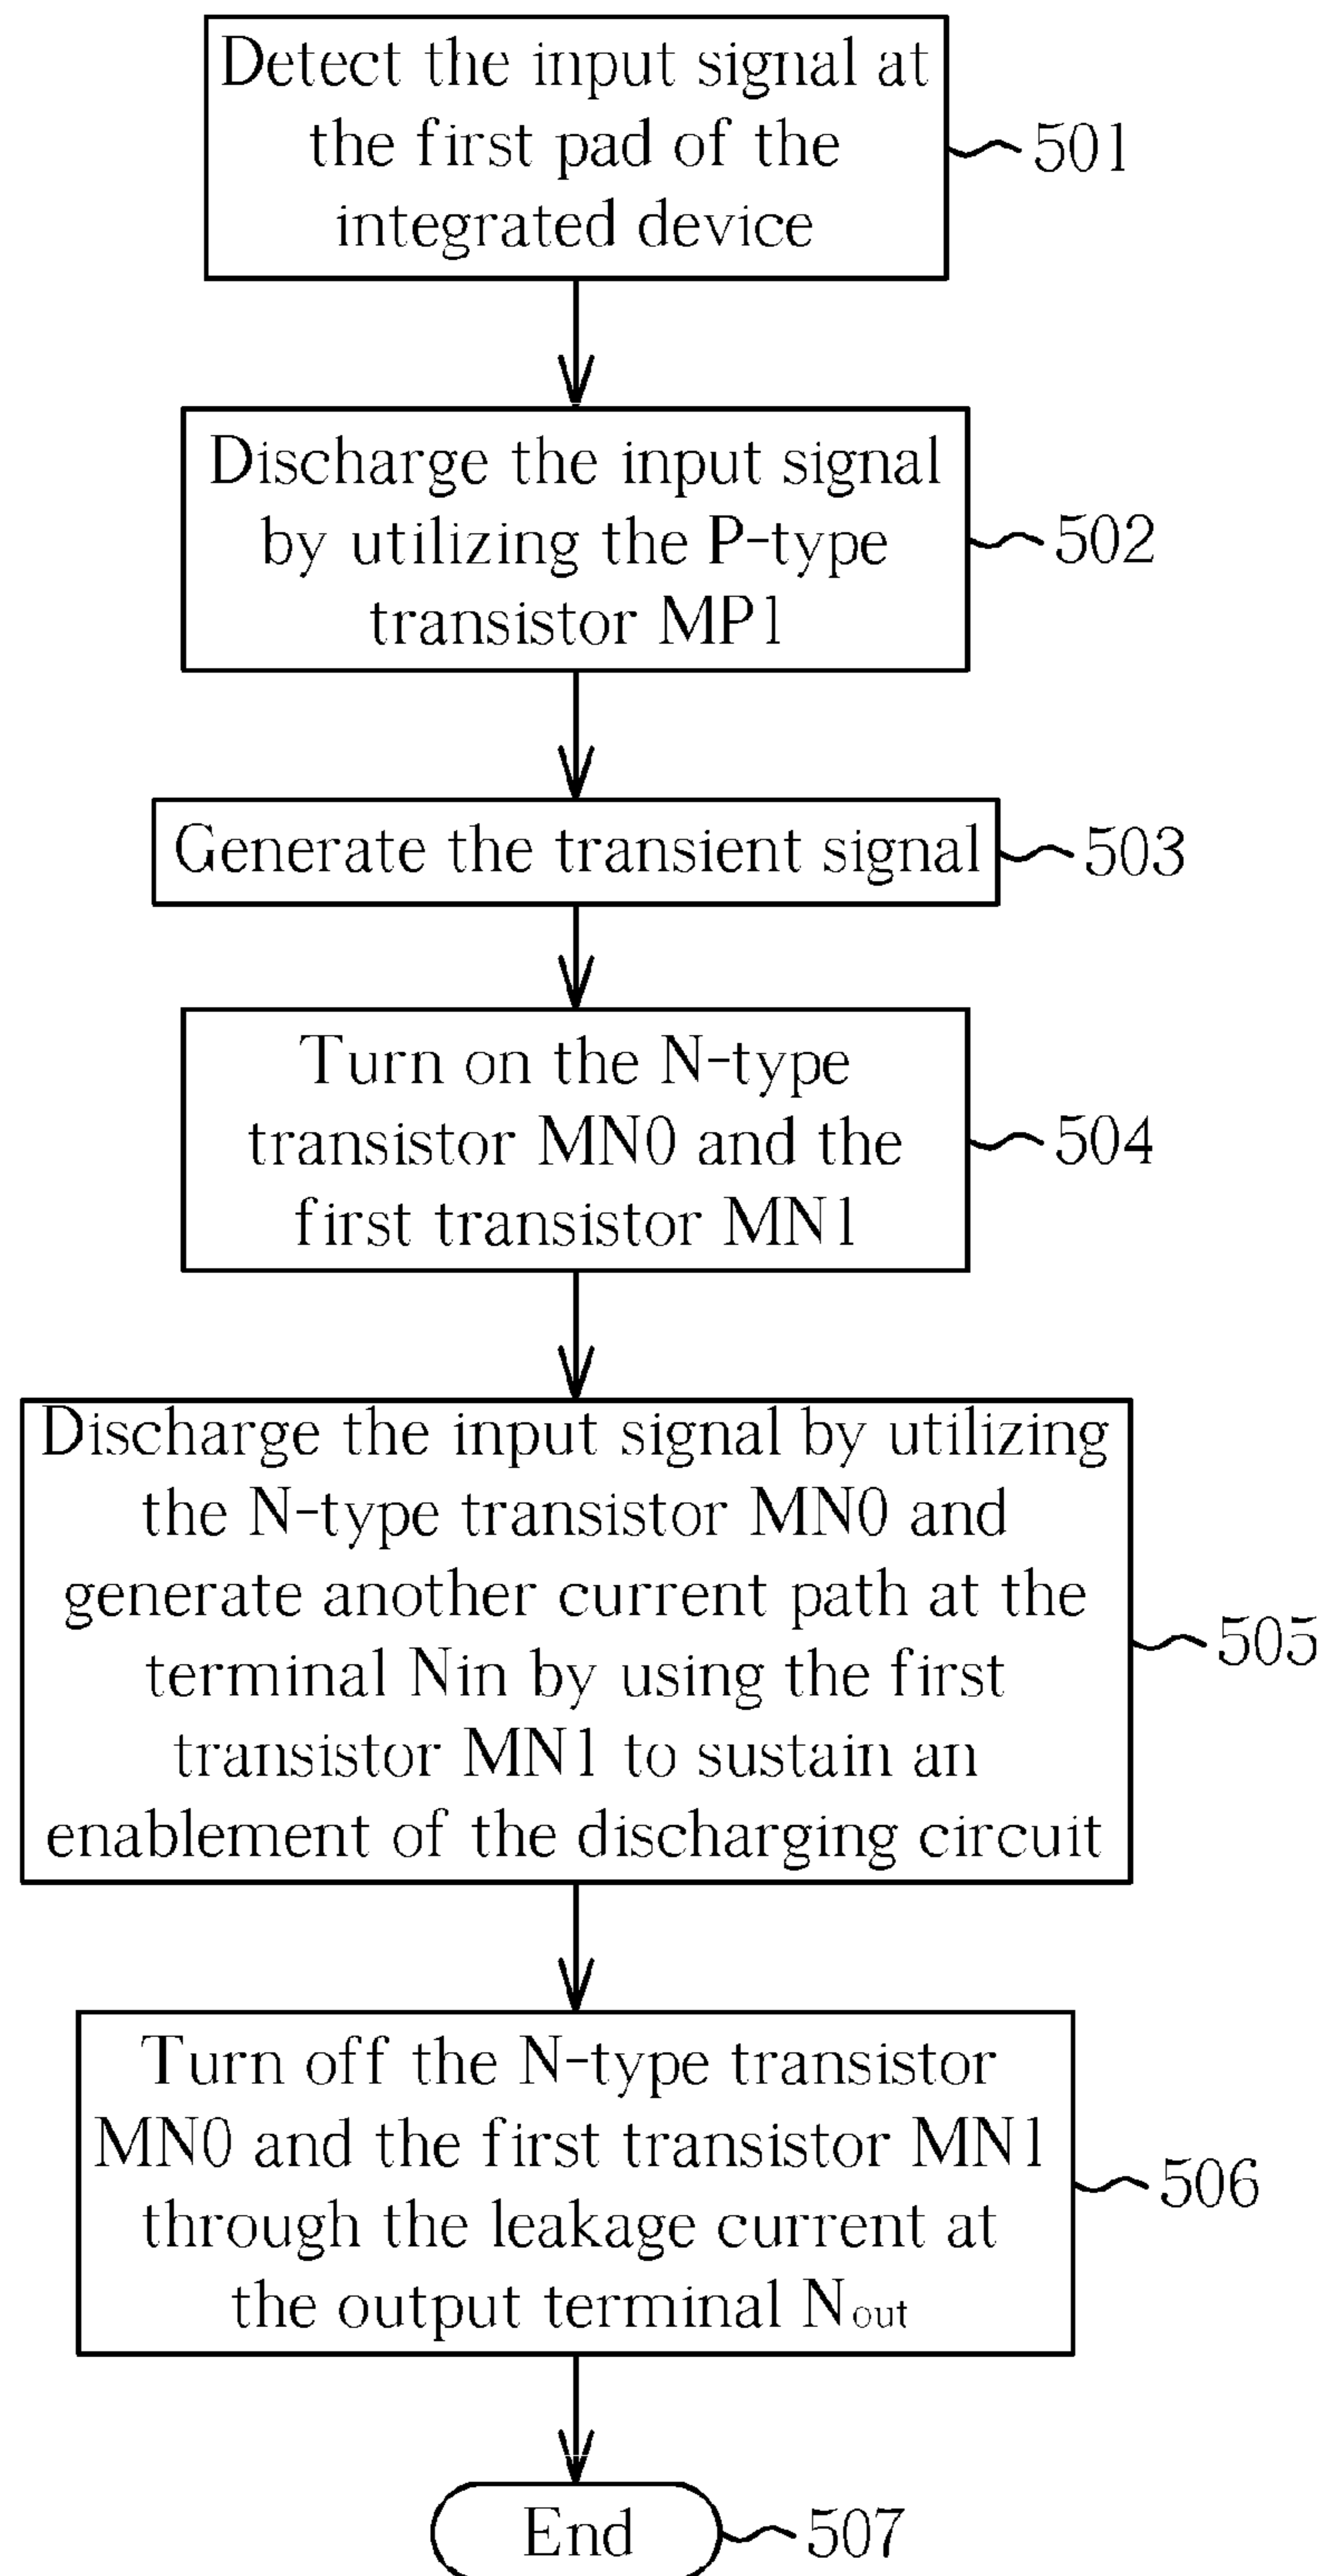 Detect the input signal at
the first pad of the
integrated device
501
Discharge the input signal
by utilizing the P-type
transistor MP1
502
Generate the transient signal
503
Turn on the N-type
transistor MN0 and the
first transistor MN1
504
Discharge the input signal by utilizing
the N-type transistor MN0 and
generate another current path at the
terminal Nin by using the first
transistor MN1 to sustain an
enablement of the discharging circuit
505
Turn off the N-type transistor
MN0 and the first transistor MN1
through the leakage current at
the output terminal Nout
506
End
507